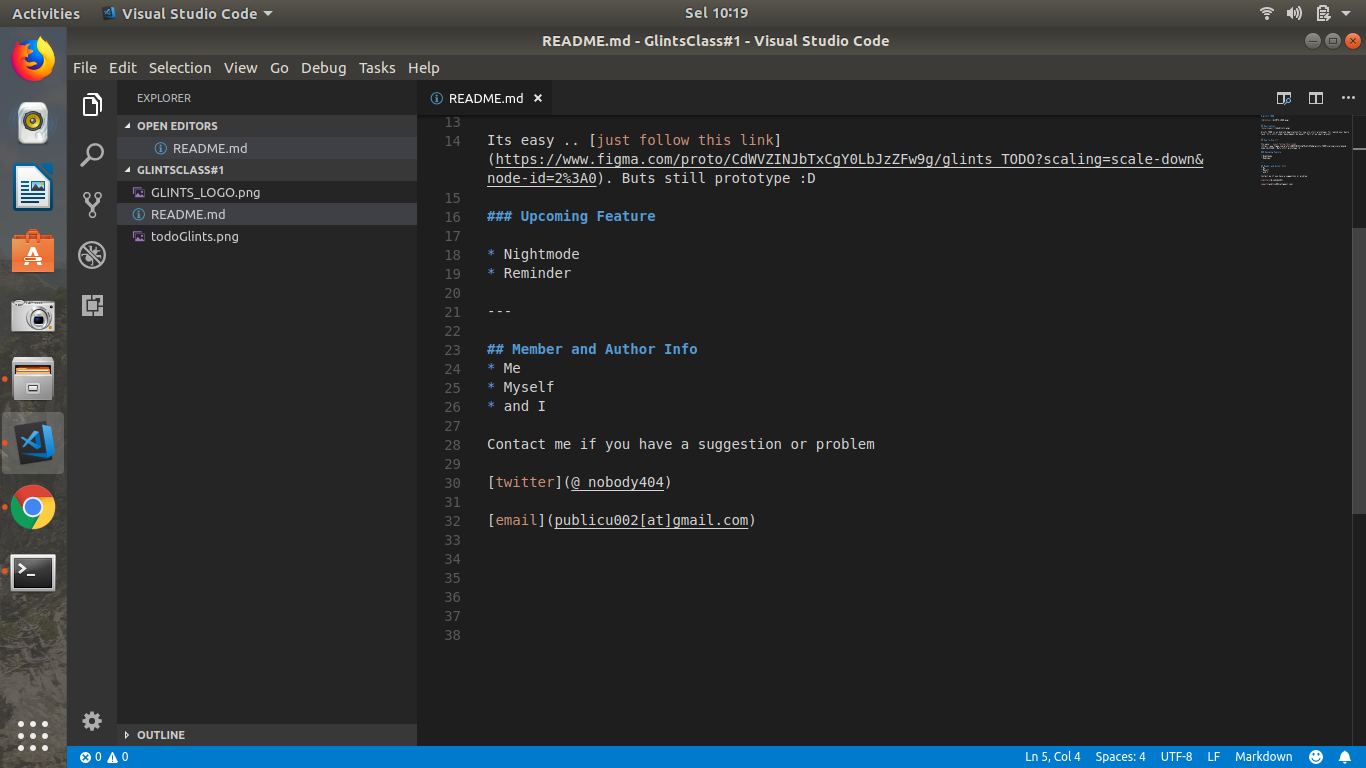 Activities
Visual Studio Code
Sel 10:19
README.md - GlintsClass#1 - Visual Studio Code
File Edit Selection View Go Debug Tasks Help
EXPLORER
OPEN EDITORS
README.md
GLINTSCLASS#1
GLINTS_LOGO.png
README.md
todoGlints.png
OUTLINE
README.md
13
14 Its easy .. [just follow this link]
(https://www.figma.com/proto/CdWVZINJbTxCgY0LbJzZFw9g/glints_TODO?scaling=scale-down&
node-id=2%3A0). Buts still prototype :D
15
16 ### Upcoming Feature
17
18 * Nightmode
19 * Reminder
20
21 ---
22
23 ## Member and Author Info
24 * Me
25 * Myself
26 * and I
27
28 Contact me if you have a suggestion or problem
29
30 [twitter](@_nobody404)
31
32 [email](publicu002[at]gmail.com)
33
34
35
36
37
38
0 0
Ln 5, Col 4 Spaces: 4 UTF-8 LF Markdown